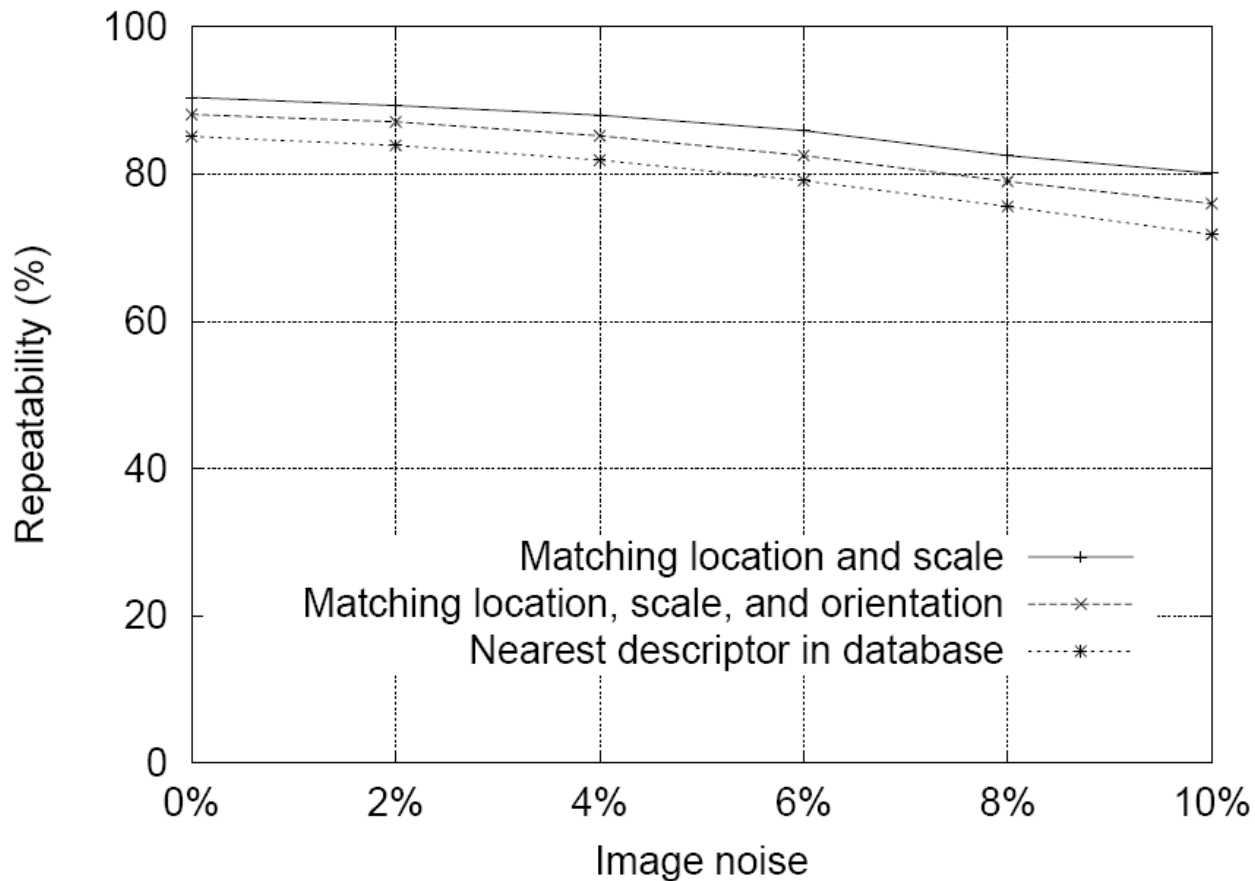 100
80
60
40
20
0
Repeatability (%)
Matching location and scale
Matching location, scale, and orientation
Nearest descriptor in database
0% 2% 4% 6% 8% 10%
Image noise